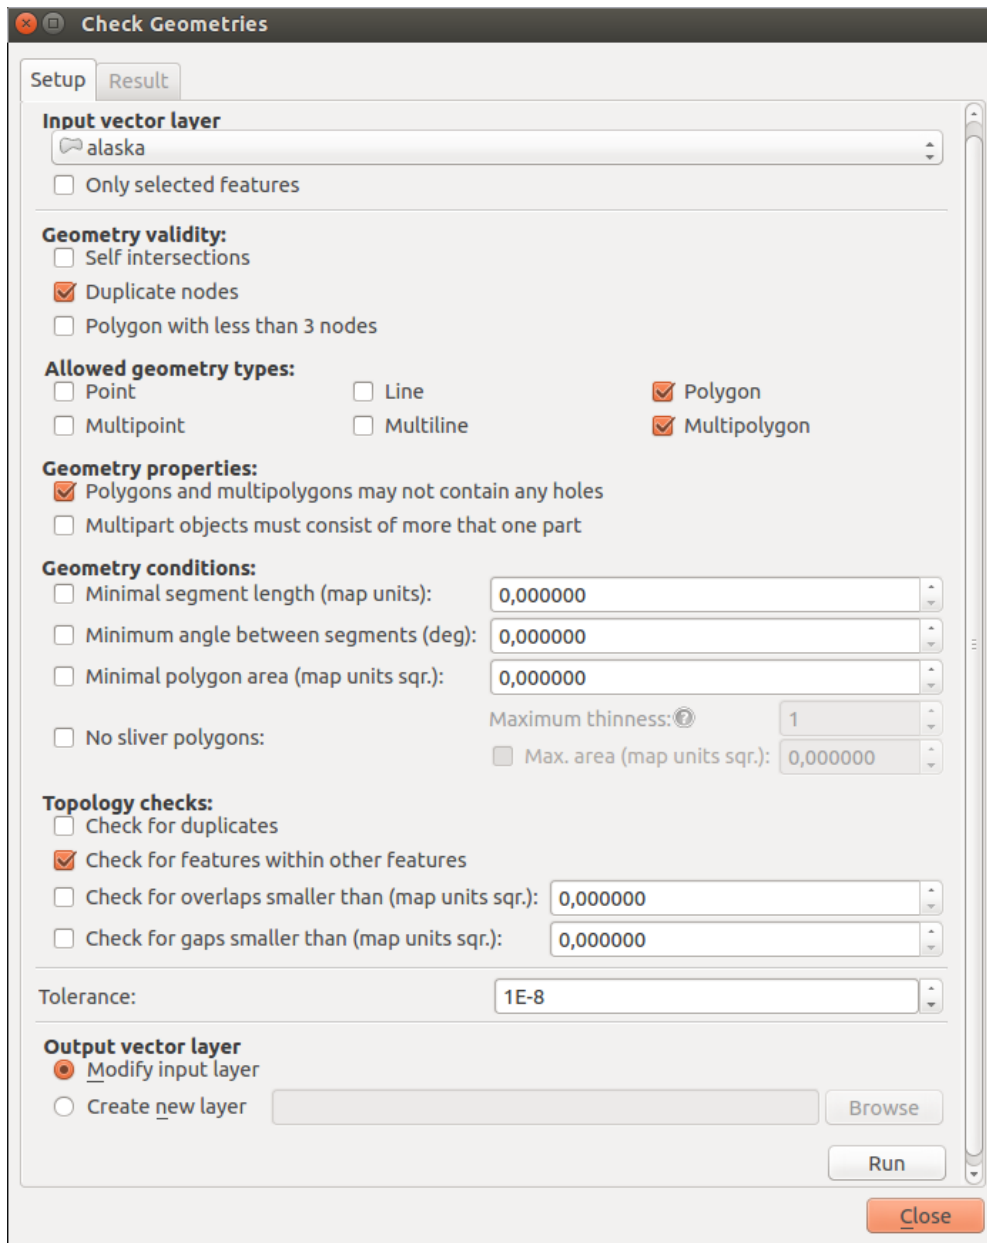 Check Geometries
Setup Result
Input vector layer
alaska
Only selected features
Geometry validity:
Self intersections
Duplicate nodes
Polygon with less than 3 nodes
Allowed geometry types:
Point Line Polygon
Multipoint Multiline Multipolygon
Geometry properties:
Polygons and multipolygons may not contain any holes
Multipart objects must consist of more that one part
Geometry conditions:
Minimal segment length (map units): 0,000000
Minimum angle between segments (deg): 0,000000
Minimal polygon area (map units sqr.): 0,000000
Maximum thinness: ? 1
No sliver polygons:
Max. area (map units sqr.): 0,000000
Topology checks:
Check for duplicates
Check for features within other features
Check for overlaps smaller than (map units sqr.): 0,000000
Check for gaps smaller than (map units sqr.): 0,000000
Tolerance: 1E-8
Output vector layer
Modify input layer
Create new layer Browse
Run
Close